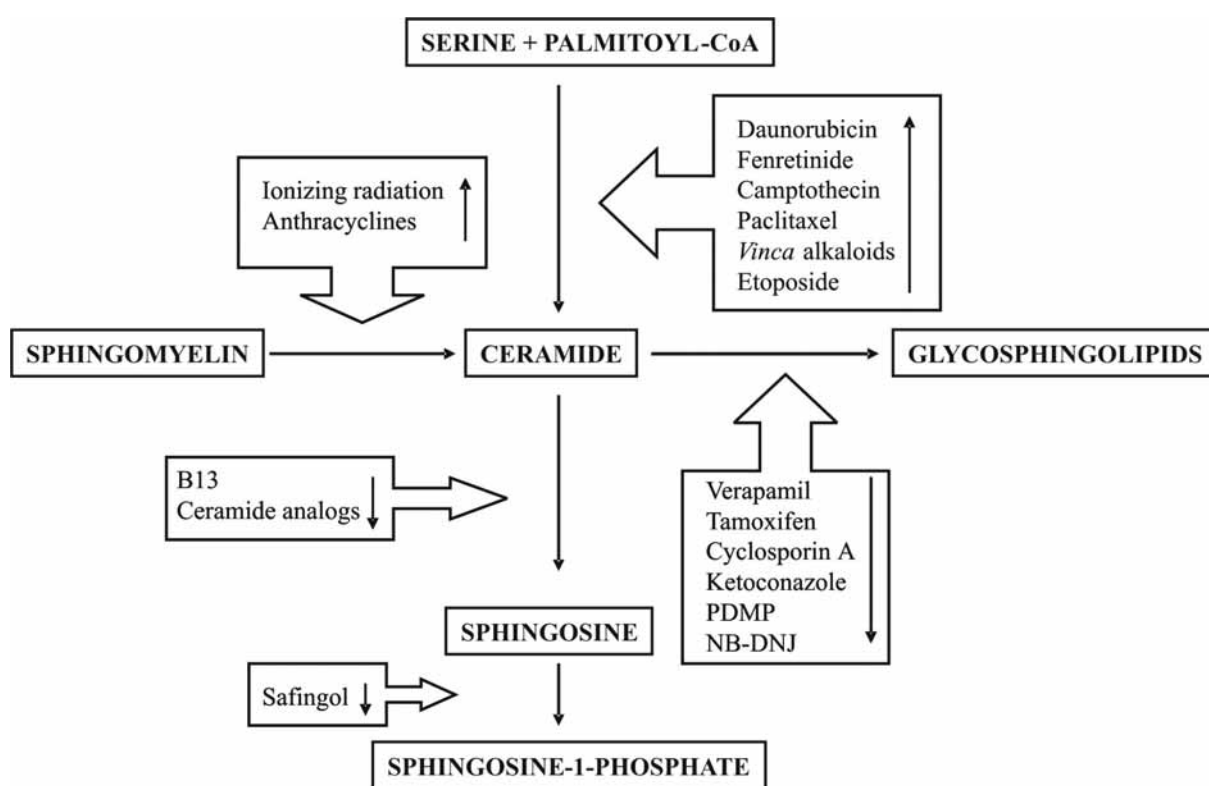 SERINE + PALMITOYL-CoA
Daunorubicin
Fenretinide
Camptothecin
Paclitaxel
Vinca alkaloids
Etoposide
Ionizing radiation
Anthracyclines
SPHINGOMYELIN
CERAMIDE
GLYCOSPHINGOLIPIDS
B13
Ceramide analogs
Verapamil
Tamoxifen
Cyclosporin A
Ketoconazole
PDMP
NB-DNJ
SPHINGOSINE
Safingol
SPHINGOSINE-1-PHOSPHATE